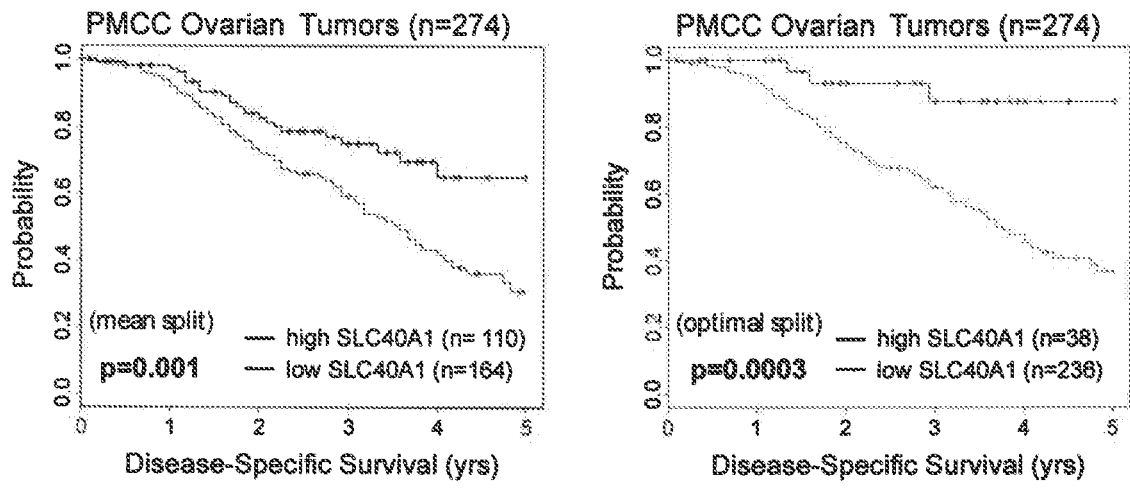 PMCC Ovarian Tumors (n=274)
1.0
0.8
0.6
0.4
0.2
0.0
Probability
(mean split)
p=0.001
high SLC40A1 (n= 110)
low SLC40A1 (n=164)
0 1 2 3 4 5
Disease-Specific Survival (yrs)
PMCC Ovarian Tumors (n=274)
1.0
0.8
0.6
0.4
0.2
0.0
Probability
(optimal split)
p=0.0003
high SLC40A1 (n=38)
low SLC40A1 (n=236)
0 1 2 3 4 5
Disease-Specific Survival (yrs)